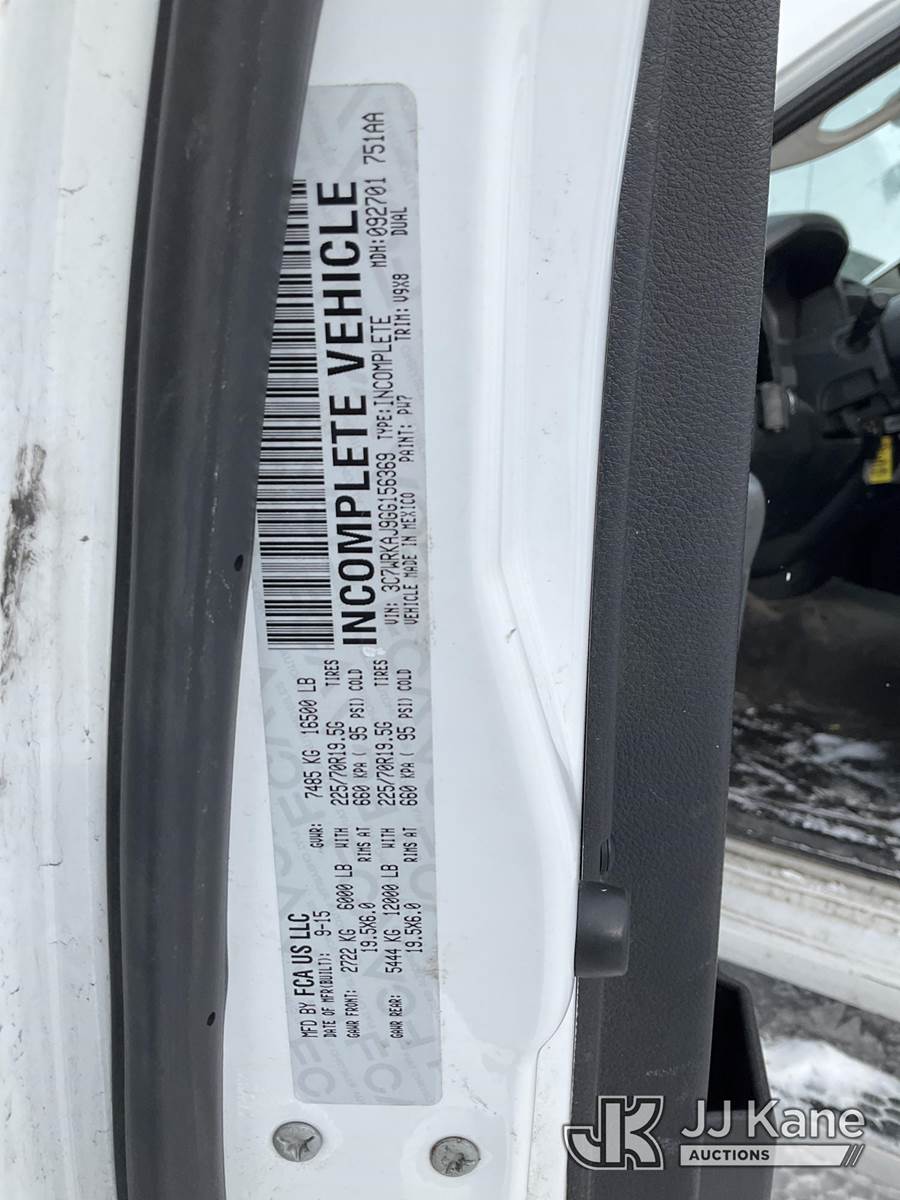 MFD BY FCA US LLC
DATE OF MFR(BUILT): 9-15 GVWR: 7485 KG 16500 LB
GAWR FRONT: 2722 KG 6000 LB WITH 225/70R19.5G TIRES
19.5X6.0 RIMS AT 660 KPA ( 95 PSI) COLD
GAWR REAR: 5444 KG 12000 LB WITH 225/70R19.5G TIRES
19.5X6.0 RIMS AT 660 KPA ( 95 PSI) COLD
INCOMPLETE VEHICLE
VIN: 3C7WRKAJ9GG156369 TYPE:INCOMPLETE MDH:092701 751AA
VEHICLE MADE IN MEXICO PAINT: PW7 TRIM: V9X8 DUAL
JK JJ Kane
AUCTIONS